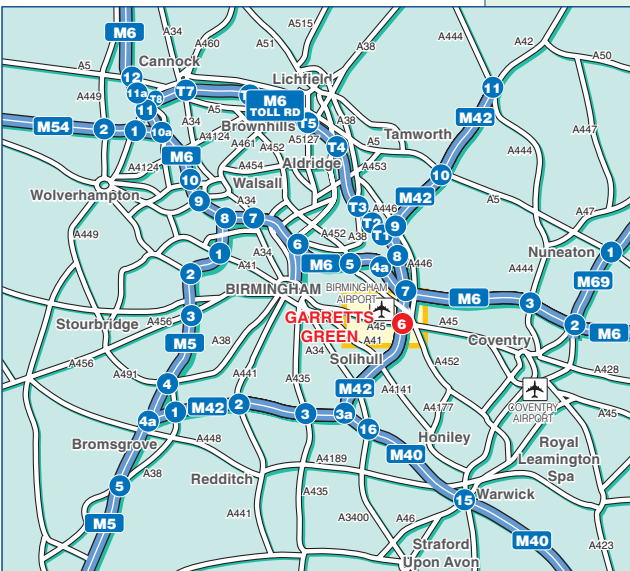 A34
A515
A444
A42
M6
A460
A51
A38
A50
Cannock
A5
12
Lichfield
11a
T8
T7
M6
TOLL RD
11
A449
11
A34
A5
M42
A447
M54
2
1
10a
A4124
Brownhills
T5
A38
Tamworth
A461
A5127
A452
T4
A5
A444
M6
A454
Aldridge
A453
A4124
10
Walsall
10
Wolverhampton
9
A34
T3
A446
M42
A5
8
7
T2
9
A47
A449
A452
A38
T1
6
Nuneaton
1
1
A34
M6
5
4a
8
A446
A444
2
A41
M69
BIRMINGHAM
BIRMINGHAM
AIRPORT
7
M6
3
3
GARRETTS
GREEN
A45
6
A45
2
Stourbridge
A456
M6
M5
A38
A34
A41
Solihull
A452
Coventry
A456
A491
A441
A435
A428
4
M42
A4141
4a
1
M42
2
3
3a
A4177
COVENTRY
AIRPORT
A45
16
Bromsgrove
A448
Honiley
Royal
Leamington
Spa
A38
A4189
M40
5
Redditch
A435
15
Warwick
M5
A441
A3400
A46
M40
Straford
Upon Avon
A423